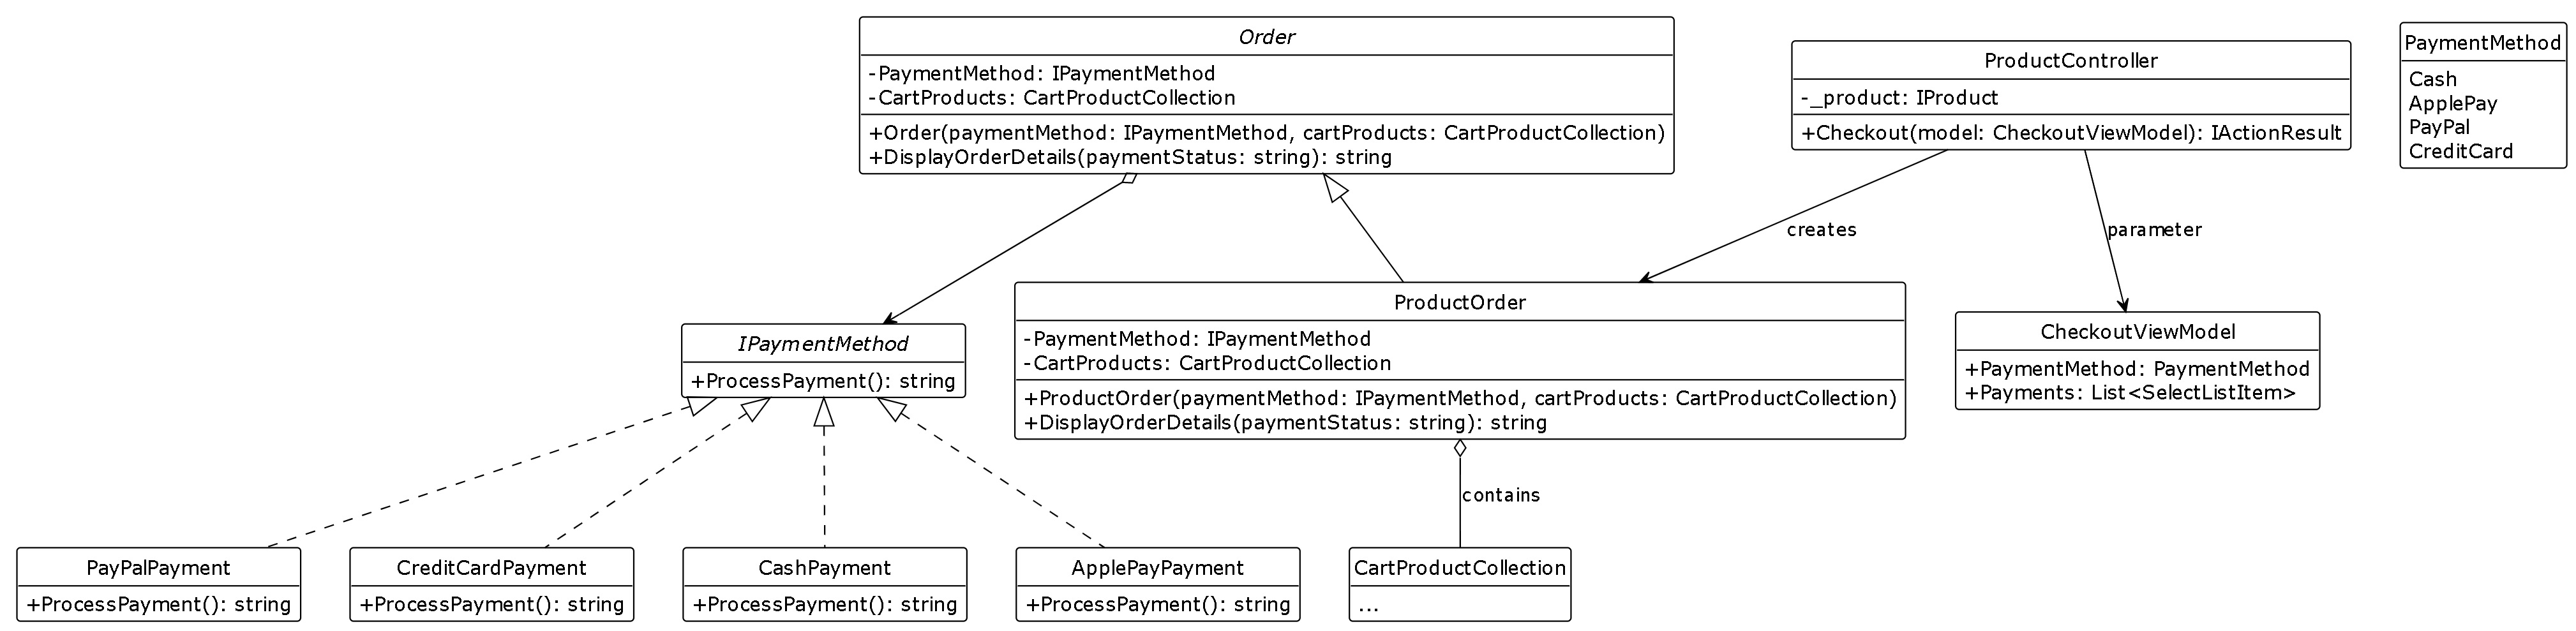 Order
-PaymentMethod: IPaymentMethod
-CartProducts: CartProductCollection
+Order(paymentMethod: IPaymentMethod, cartProducts: CartProductCollection)
+DisplayOrderDetails(paymentStatus: string): string
ProductController
-_product: IProduct
+Checkout(model: CheckoutViewModel): IActionResult
PaymentMethod
Cash
ApplePay
PayPal
CreditCard
creates
parameter
IPaymentMethod
+ProcessPayment(): string
ProductOrder
-PaymentMethod: IPaymentMethod
-CartProducts: CartProductCollection
+ProductOrder(paymentMethod: IPaymentMethod, cartProducts: CartProductCollection)
+DisplayOrderDetails(paymentStatus: string): string
CheckoutViewModel
+PaymentMethod: PaymentMethod
+Payments: List<SelectListItem>
contains
PayPalPayment
+ProcessPayment(): string
CreditCardPayment
+ProcessPayment(): string
CashPayment
+ProcessPayment(): string
ApplePayPayment
+ProcessPayment(): string
CartProductCollection
...